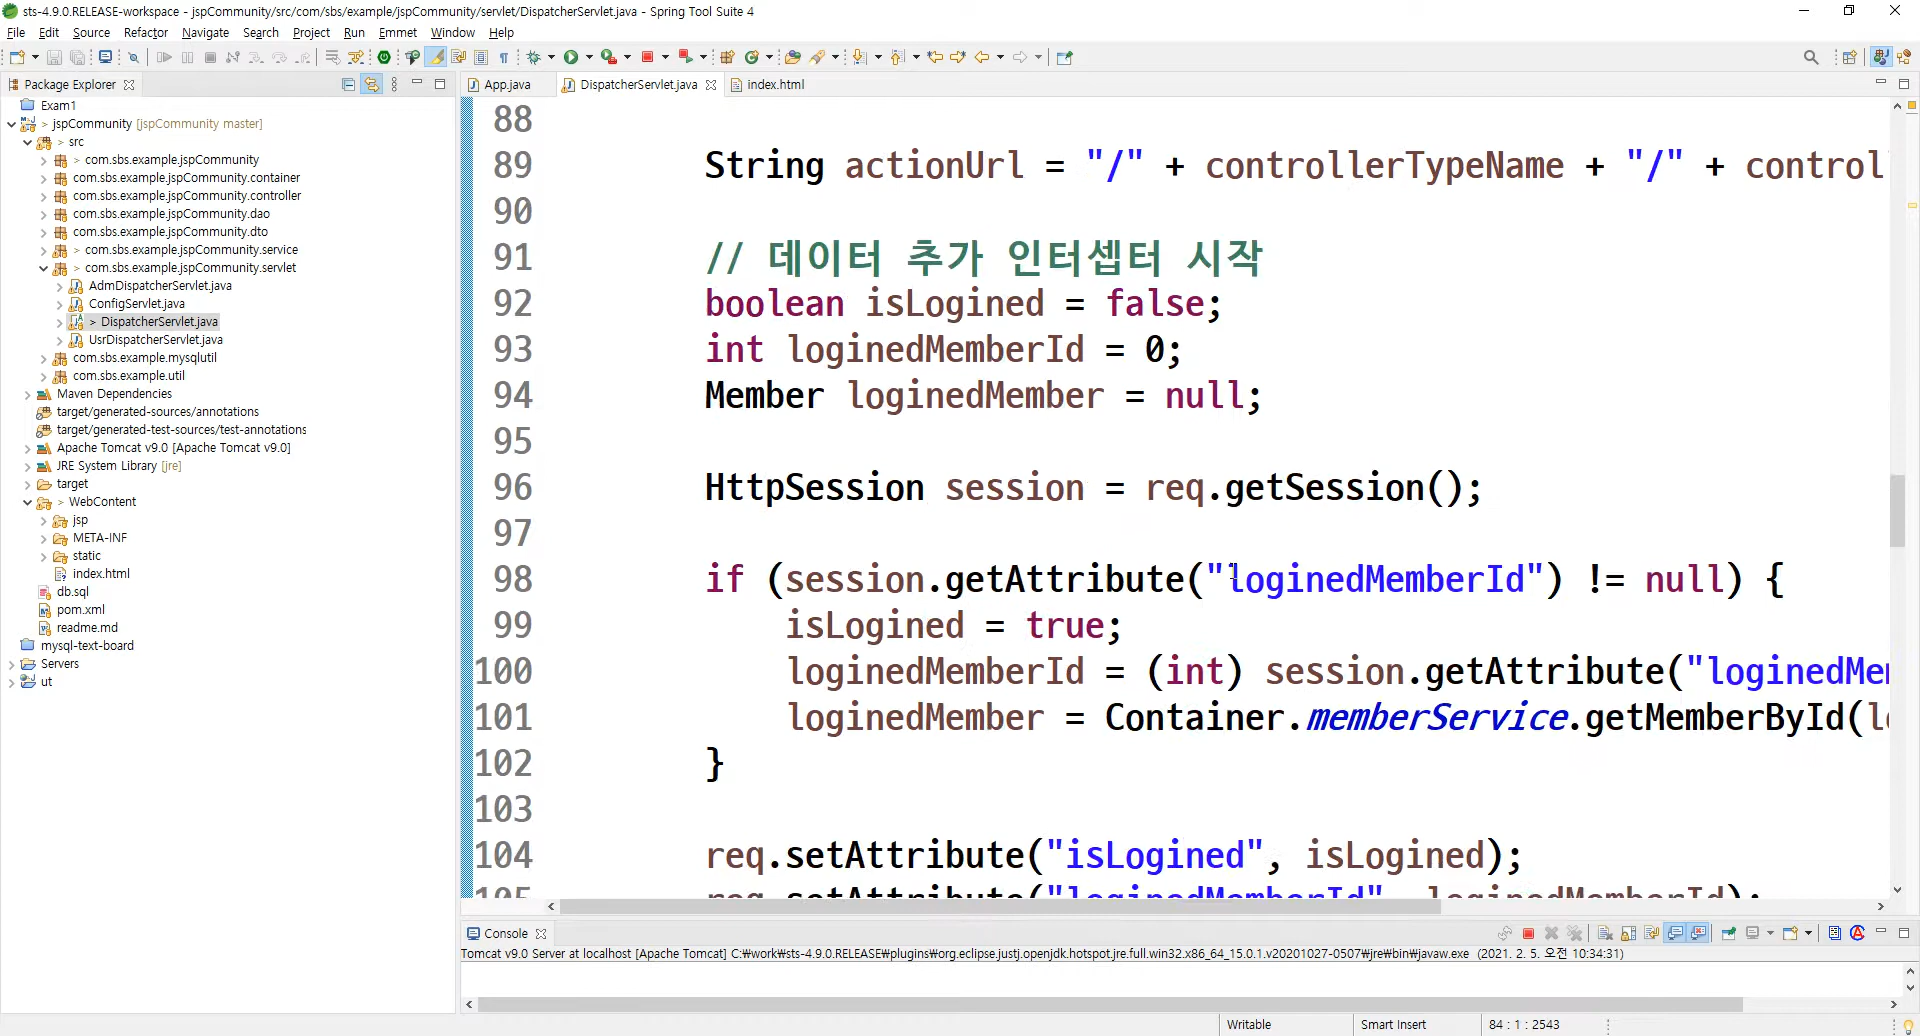 sts-4.9.0.RELEASE-workspace - jspCommunity/src/com/sbs/example/jspCommunity/servlet/DispatcherServlet.java - Spring Tool Suite 4
File Edit Source Refactor Navigate Search Project Run Emmet Window Help
Package Explorer
App.java DispatcherServlet.java index.html
Exam1
> jspCommunity [jspCommunity master]
> src
> com.sbs.example.jspCommunity
com.sbs.example.jspCommunity.container
com.sbs.example.jspCommunity.controller
com.sbs.example.jspCommunity.dao
com.sbs.example.jspCommunity.dto
> com.sbs.example.jspCommunity.service
> com.sbs.example.jspCommunity.servlet
AdmDispatcherServlet.java
ConfigServlet.java
> DispatcherServlet.java
UsrDispatcherServlet.java
com.sbs.example.mysqlutil
com.sbs.example.util
Maven Dependencies
target/generated-sources/annotations
target/generated-test-sources/test-annotations
Apache Tomcat v9.0 [Apache Tomcat v9.0]
JRE System Library [jre]
target
> WebContent
jsp
META-INF
static
index.html
db.sql
pom.xml
readme.md
mysql-text-board
Servers
ut
88
89 String actionUrl = "/" + controllerTypeName + "/" + control
90
91 // 데이터 추가 인터셉터 시작
92 boolean isLogined = false;
93 int loginedMemberId = 0;
94 Member loginedMember = null;
95
96 HttpSession session = req.getSession();
97
98 if (session.getAttribute("loginedMemberId") != null) {
99 isLogined = true;
100 loginedMemberId = (int) session.getAttribute("loginedMem
101 loginedMember = Container.memberService.getMemberById(lo
102 }
103
104 req.setAttribute("isLogined", isLogined);
105 req.setAttribute("loginedMemberId", loginedMemberId);
Console
Tomcat v9.0 Server at localhost [Apache Tomcat] C:₩work₩sts-4.9.0.RELEASE₩plugins₩org.eclipse.justj.openjdk.hotspot.jre.full.win32.x86_64_15.0.1.v20201027-0507₩jre₩bin₩javaw.exe (2021. 2. 5. 오전 10:34:31)
Writable Smart Insert 84 : 1 : 2543